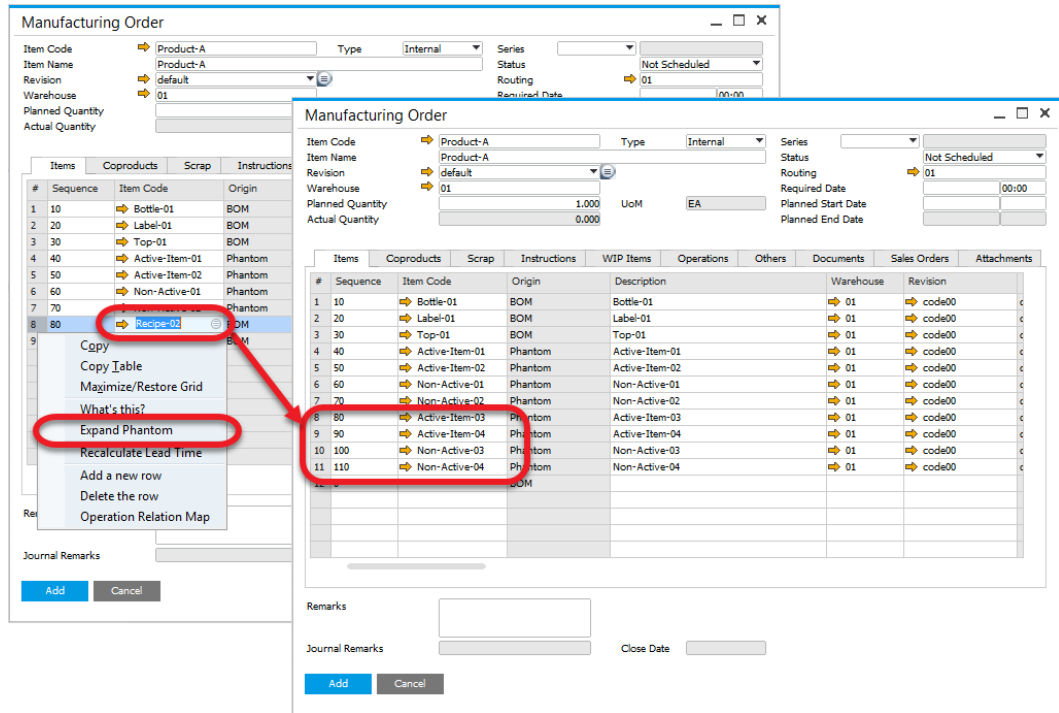 Manufacturing Order
Item Code Product-A Type Internal Series
Item Name Product-A Status Not Scheduled
Revision default Routing 01
Warehouse 01 Required Date 00:00
Planned Quantity
Actual Quantity
Items Coproducts Scrap Instructions
# Sequence Item Code Origin
1 10 Bottle-01 BOM
2 20 Label-01 BOM
3 30 Top-01 BOM
4 40 Active-Item-01 Phantom
5 50 Active-Item-02 Phantom
6 60 Non-Active-01 Phantom
7 70 Phantom
8 80 Recipe-02 BOM
9
Copy
Copy Table
Maximize/Restore Grid
What's this?
Expand Phantom
Recalculate Lead Time
Add a new row
Delete the row
Operation Relation Map
Journal Remarks
Add Cancel
Manufacturing Order
Item Code Product-A Type Internal Series
Item Name Product-A Status Not Scheduled
Revision default Routing 01
Warehouse 01 Required Date 00:00
Planned Quantity 1.000 UoM EA Planned Start Date
Actual Quantity 0.000 Planned End Date
Items Coproducts Scrap Instructions WIP Items Operations Others Documents Sales Orders Attachments
# Sequence Item Code Origin Description Warehouse Revision
1 10 Bottle-01 BOM Bottle-01 01 code00
2 20 Label-01 BOM Label-01 01 code00
3 30 Top-01 BOM Top-01 01 code00
4 40 Active-Item-01 Phantom Active-Item-01 01 code00
5 50 Active-Item-02 Phantom Active-Item-02 01 code00
6 60 Non-Active-01 Phantom Non-Active-01 01 code00
7 70 Non-Active-02 Phantom Non-Active-02 01 code00
8 80 Active-Item-03 Phantom Active-Item-03 01 code00
9 90 Active-Item-04 Phantom Active-Item-04 01 code00
10 100 Non-Active-03 Phantom Non-Active-03 01 code00
11 110 Non-Active-04 Phantom Non-Active-04 01 code00
12 BOM
Remarks
Journal Remarks Close Date
Add Cancel